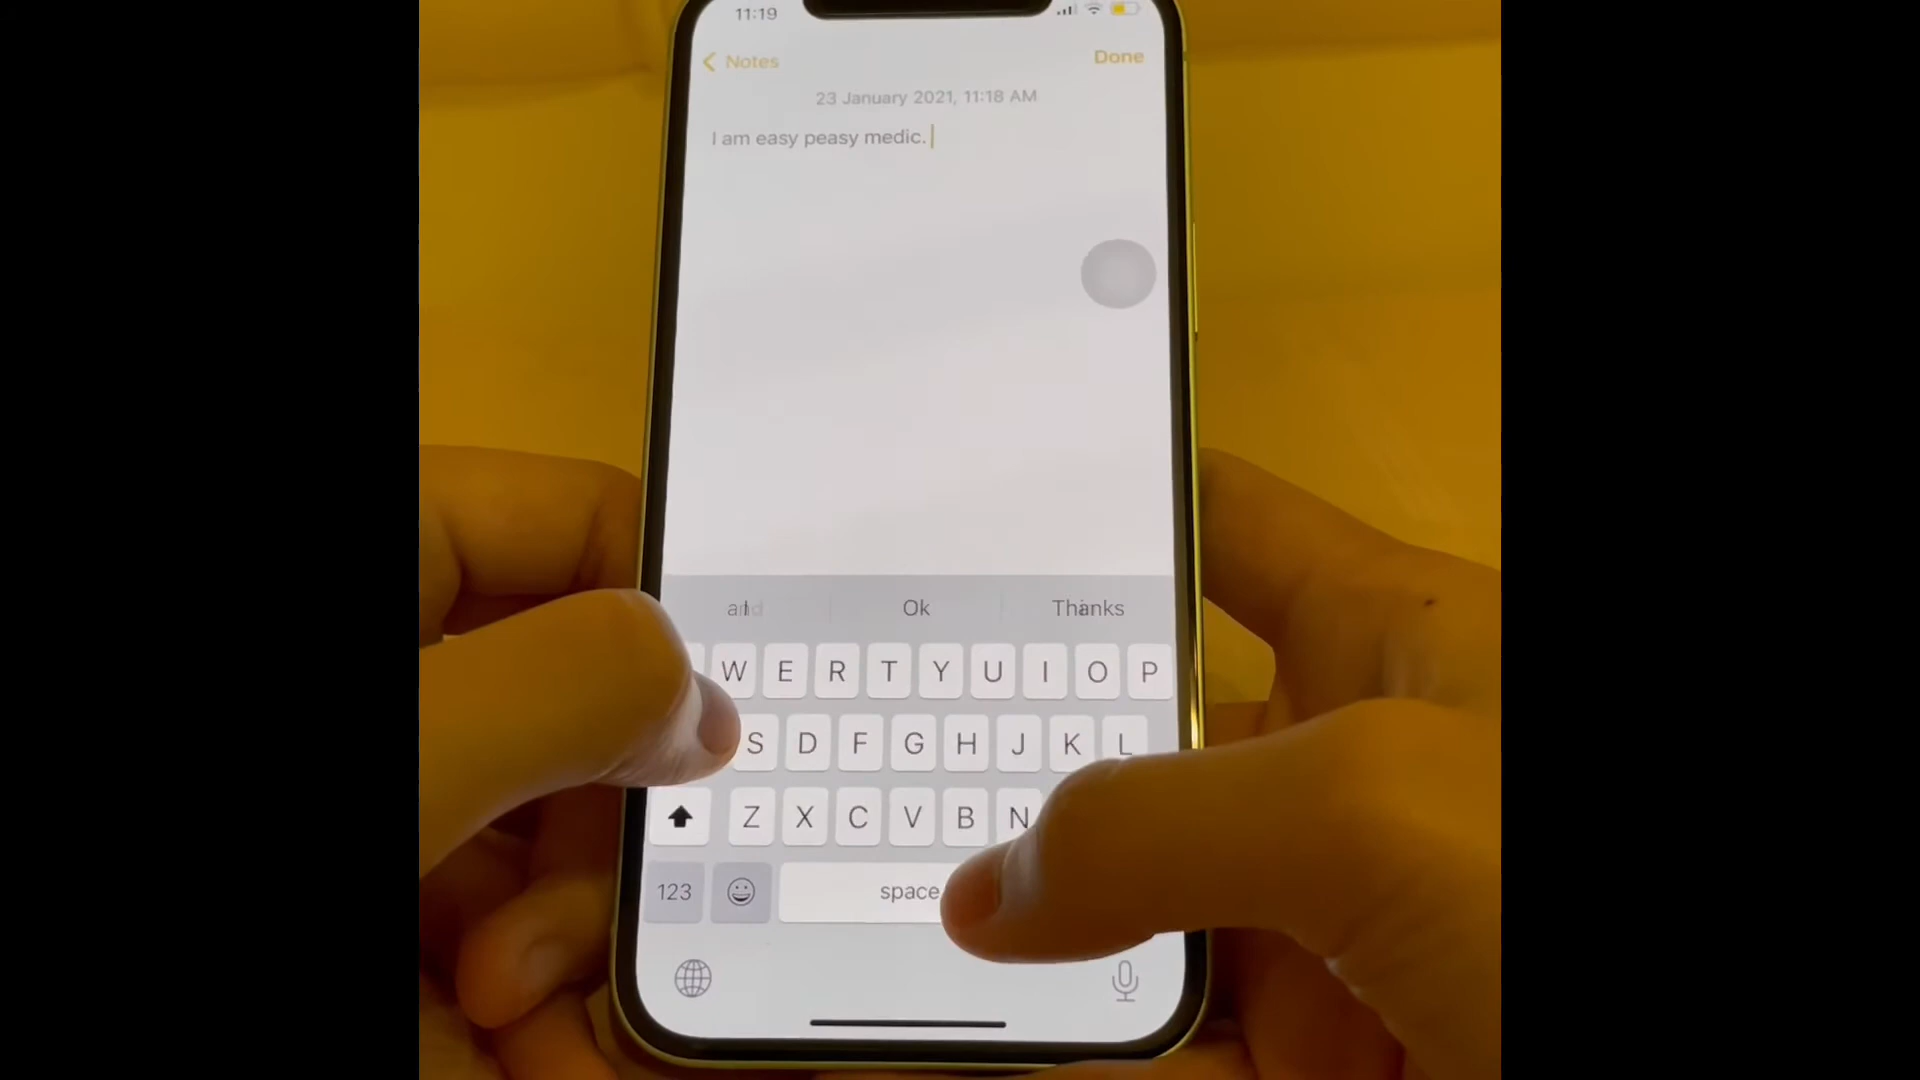 11:19
Notes
Done
23 January 2021, 11:18 AM
I am easy peasy medic.
Ok
Thanks
W E R T Y U I O P
S D F G H J K L
Z X C V B N
123
space